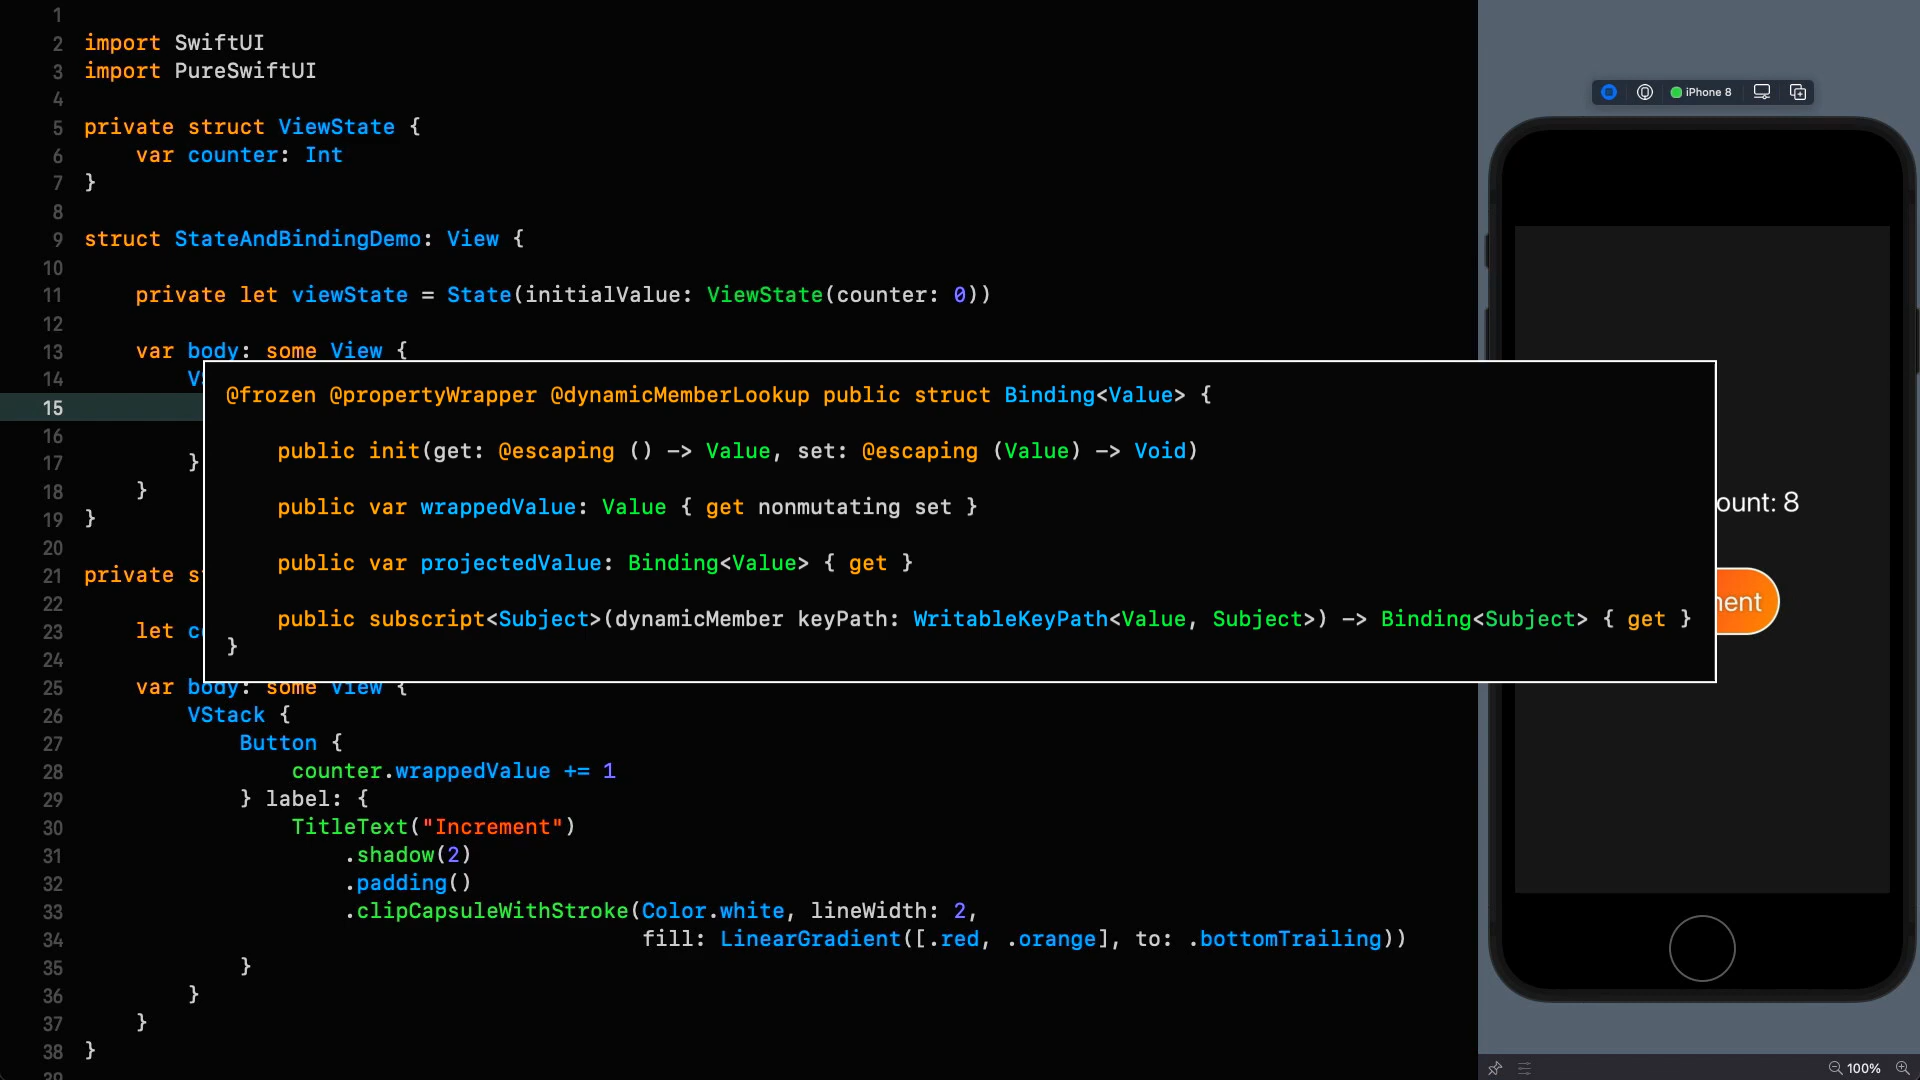 1
2 import SwiftUI
3 import PureSwiftUI
4
5 private struct ViewState {
6 var counter: Int
7 }
8
9 struct StateAndBindingDemo: View {
10
11 private let viewState = State(initialValue: ViewState(counter: 0))
12
13 var body: some View {
14 VS
15
16
17 }
18 }
19 }
20
21 private s
22
23 let c
24
25 var body: some View {
26 VStack {
27 Button {
28 counter.wrappedValue += 1
29 } label: {
30 TitleText("Increment")
31 .shadow(2)
32 .padding()
33 .clipCapsuleWithStroke(Color.white, lineWidth: 2,
34 fill: LinearGradient([.red, .orange], to: .bottomTrailing))
35 }
36 }
37 }
38 }
39
@frozen @propertyWrapper @dynamicMemberLookup public struct Binding<Value> {
public init(get: @escaping () -> Value, set: @escaping (Value) -> Void)
public var wrappedValue: Value { get nonmutating set }
public var projectedValue: Binding<Value> { get }
public subscript<Subject>(dynamicMember keyPath: WritableKeyPath<Value, Subject>) -> Binding<Subject> { get }
}
iPhone 8
ount: 8
ment
100%